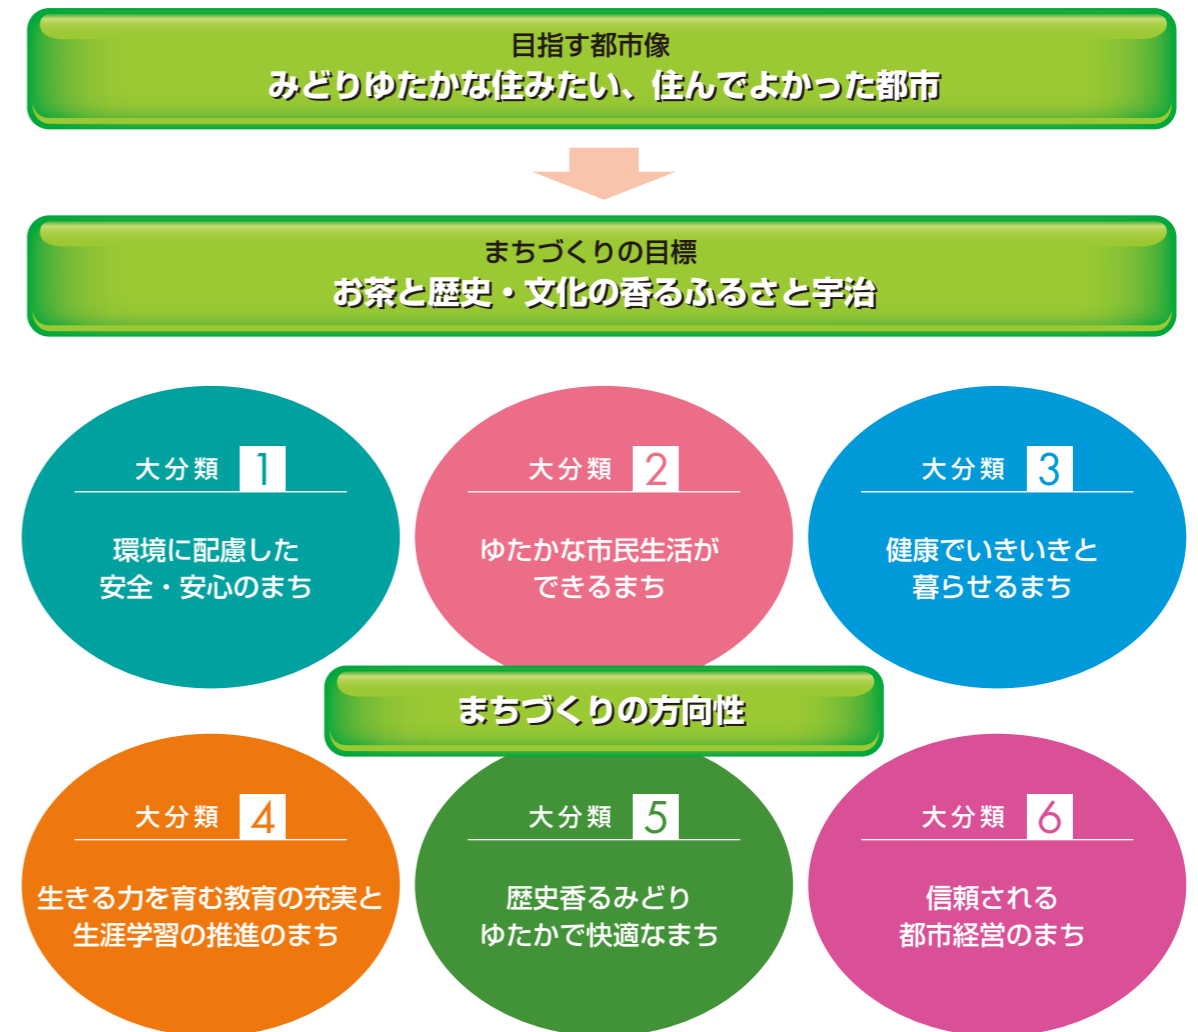 目指す都市像
みどりゆたかな住みたい、住んでよかった都市
まちづくりの目標
お茶と歴史・文化の香るふるさと宇治
大分類 1
環境に配慮した
安全・安心のまち
大分類 2
ゆたかな市民生活が
できるまち
大分類 3
健康でいきいきと
暮らせるまち
まちづくりの方向性
大分類 4
生きる力を育む教育の充実と
生涯学習の推進のまち
大分類 5
歴史香るみどり
ゆたかで快適なまち
大分類 6
信頼される
都市経営のまち